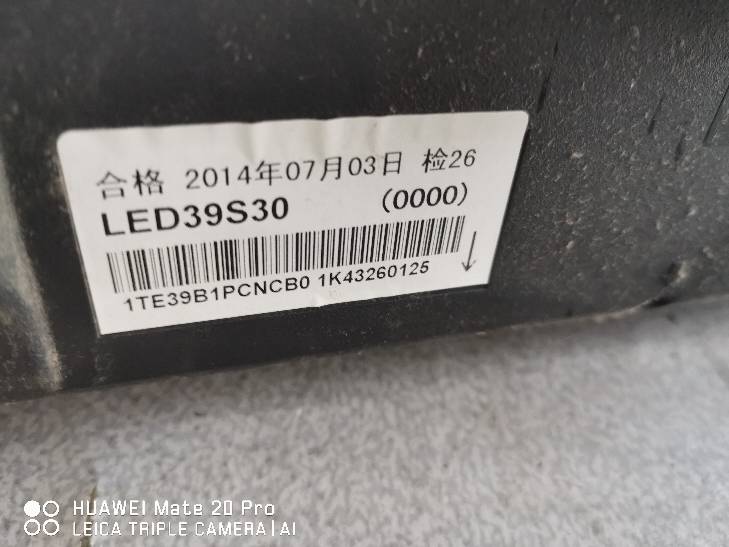 合格 2014年07月03日 检26
LED39S30 (0000)
1TE39B1PCNCB0 1K43260125
HUAWEI Mate 20 Pro
LEICA TRIPLE CAMERA | AI